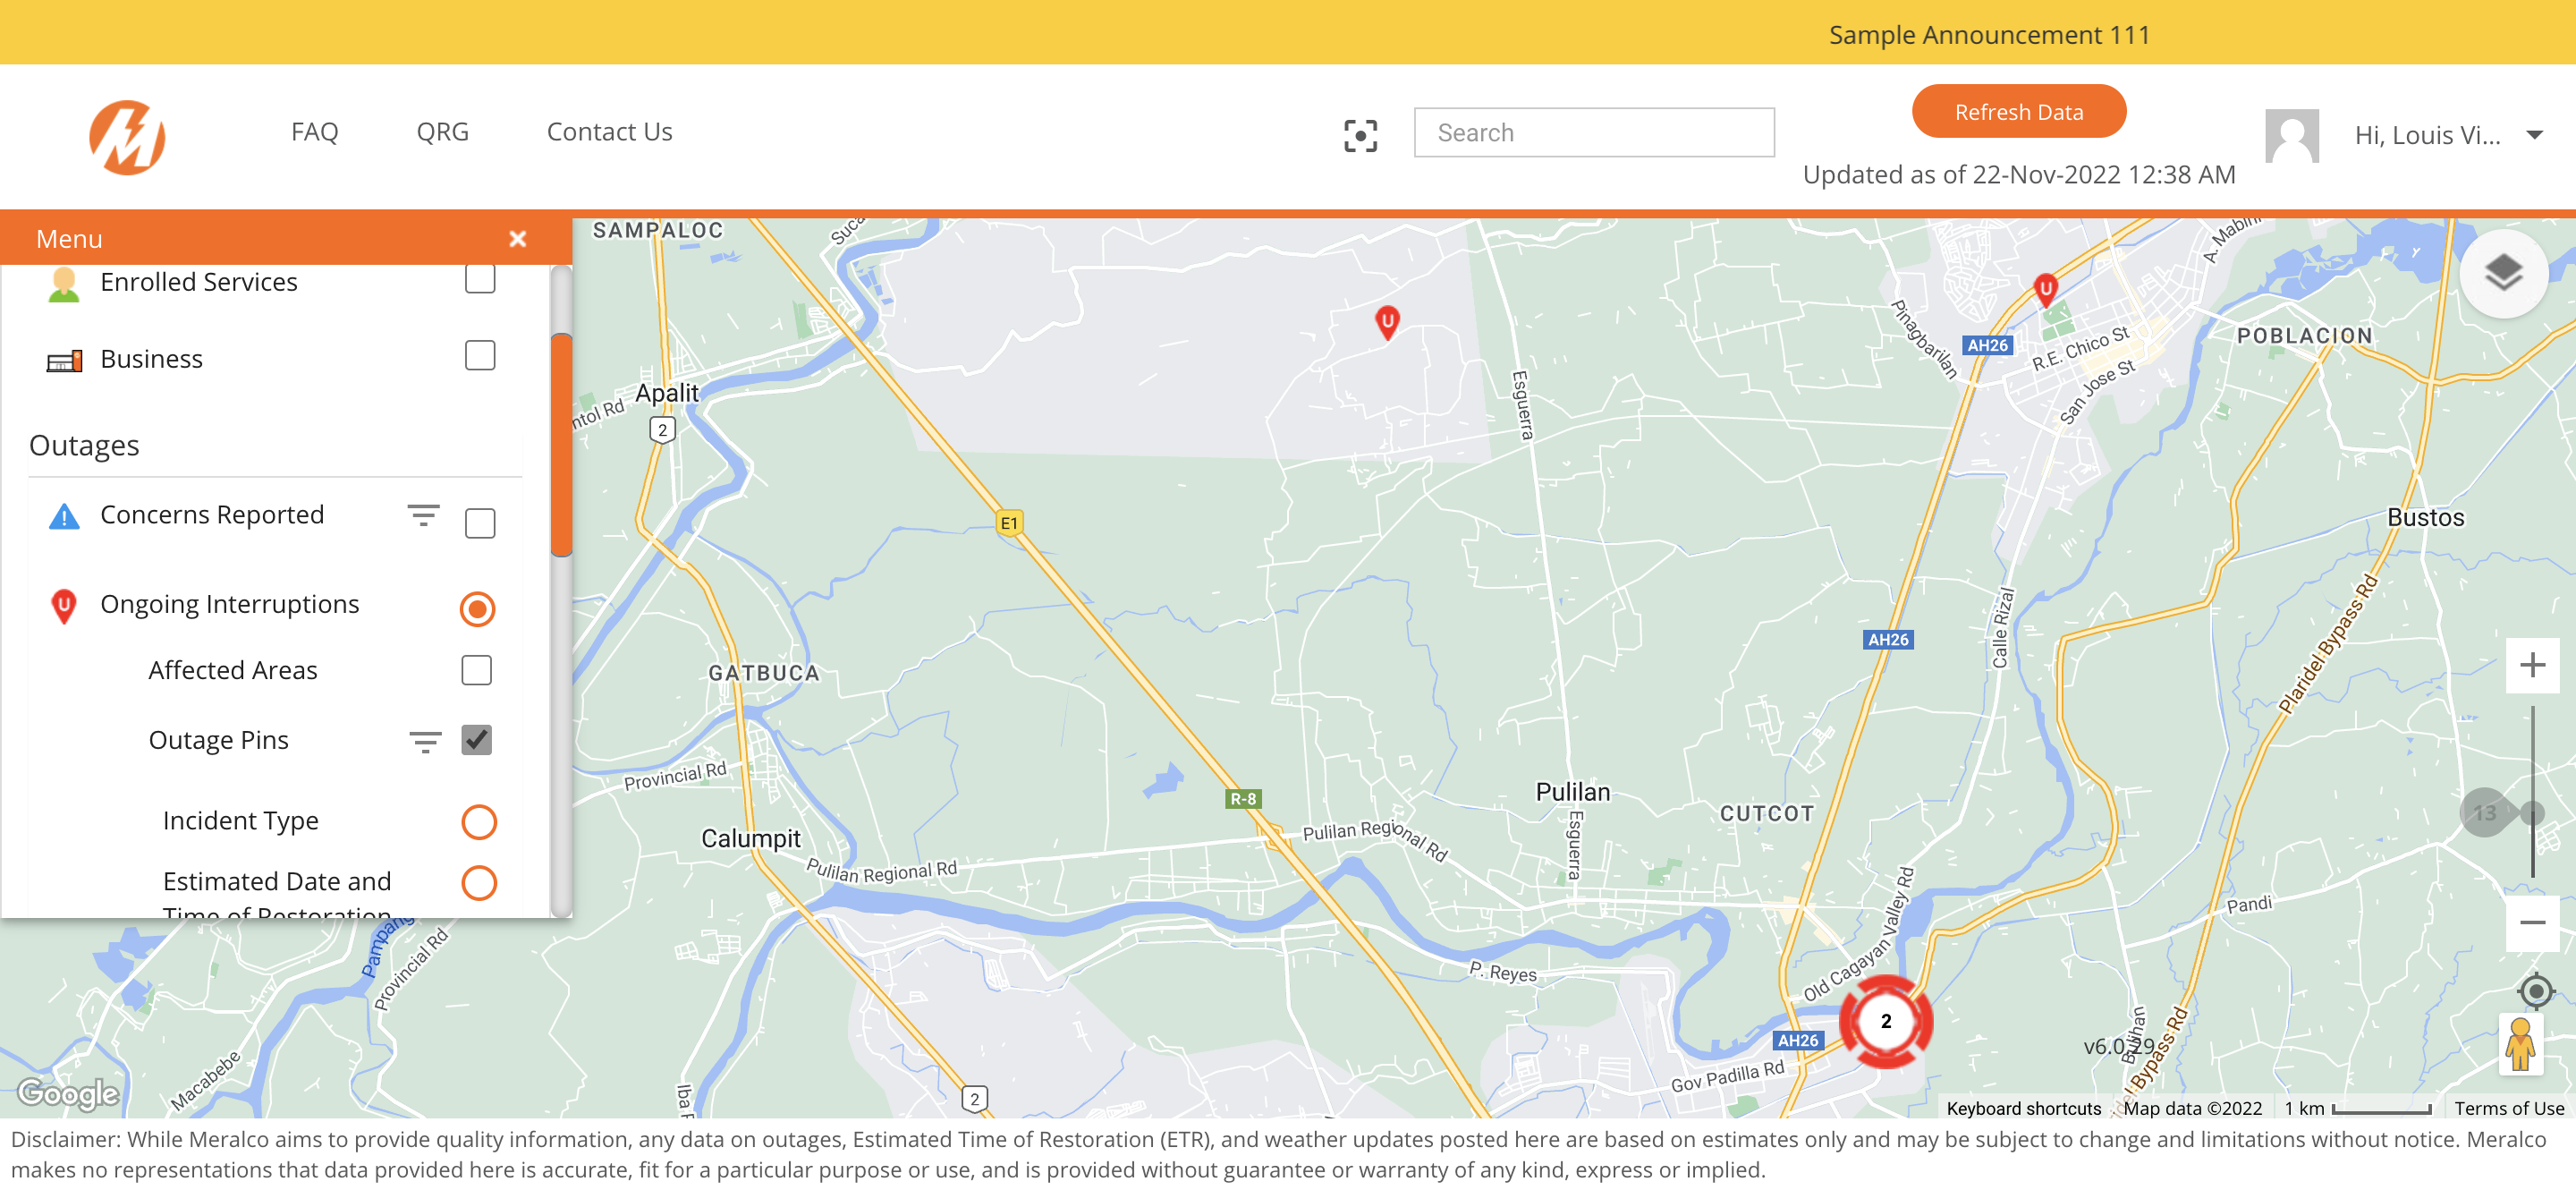 Sample Announcement 111
FAQ
QRG
Contact Us
Search
Refresh Data
Updated as of 22-Nov-2022 12:38 AM
Hi, Louis Vi...
Menu
Enrolled Services
Business
Outages
Concerns Reported
Ongoing Interruptions
Affected Areas
Outage Pins
Incident Type
Estimated Date and
Time of Restoration
SAMPALOC
Apalit
2
E1
Esguerra
U
U
Pinagbarilan
AH26
R.E. Chico St
San Jose St
A. Mabini
POBLACION
Bustos
GATBUCA
AH26
Calle Rizal
Plaridel Bypass Rd
Provincial Rd
R-8
Pulilan
CUTCOT
13
Calumpit
Pulilan Regional Rd
Pulilan Regional Rd
Esguerra
Old Cagayan Valley Rd
Pandi
P. Reyes
Provincial Rd
2
AH26
Macabebe
Gov Padilla Rd
2
v6.0.29
Google
Keyboard shortcuts
Map data ©2022
1 km
Terms of Use
Disclaimer: While Meralco aims to provide quality information, any data on outages, Estimated Time of Restoration (ETR), and weather updates posted here are based on estimates only and may be subject to change and limitations without notice. Meralco
makes no representations that data provided here is accurate, fit for a particular purpose or use, and is provided without guarantee or warranty of any kind, express or implied.